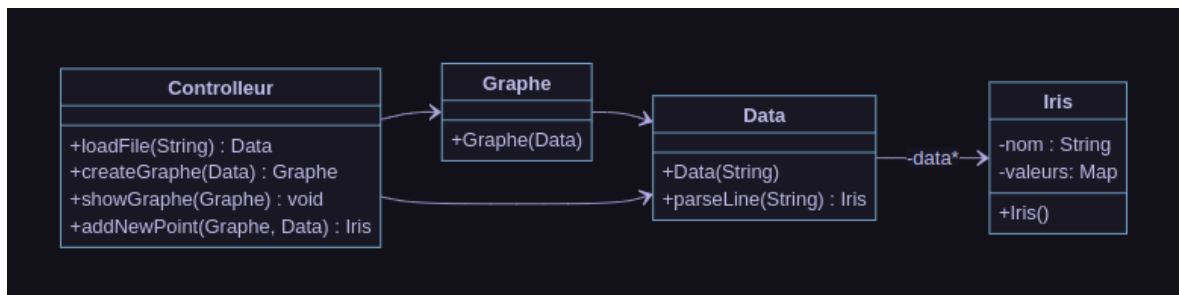 Controlleur
+loadFile(String) : Data
+createGraphe(Data) : Graphe
+showGraphe(Graphe) : void
+addNewPoint(Graphe, Data) : Iris
Graphe
+Graphe(Data)
Data
+Data(String)
+parseLine(String) : Iris
-data*
Iris
-nom : String
-valeurs: Map
+Iris()